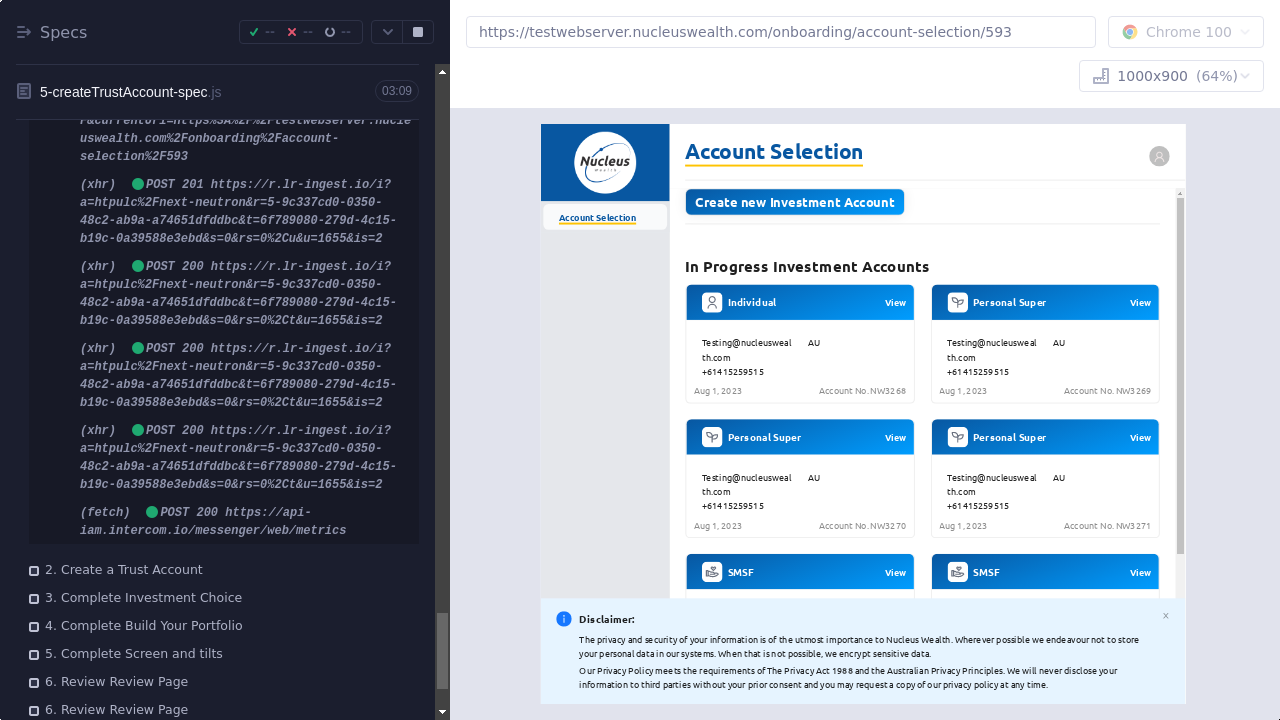 Specs
-- -- --
5-createTrustAccount-spec.js
03:09
r&currentUri=https%3A%2F%2Ftestwebserver.nucle
uswealth.com%2Fonboarding%2Faccount-
selection%2F593
(xhr) POST 201 https://r.lr-ingest.io/i?
a=htpulc%2Fnext-neutron&r=5-9c337cd0-0350-
48c2-ab9a-a74651dfddbc&t=6f789080-279d-4c15-
b19c-0a39588e3ebd&s=0&rs=0%2Cu&u=1655&is=2
(xhr) POST 200 https://r.lr-ingest.io/i?
a=htpulc%2Fnext-neutron&r=5-9c337cd0-0350-
48c2-ab9a-a74651dfddbc&t=6f789080-279d-4c15-
b19c-0a39588e3ebd&s=0&rs=0%2Ct&u=1655&is=2
(xhr) POST 200 https://r.lr-ingest.io/i?
a=htpulc%2Fnext-neutron&r=5-9c337cd0-0350-
48c2-ab9a-a74651dfddbc&t=6f789080-279d-4c15-
b19c-0a39588e3ebd&s=0&rs=0%2Ct&u=1655&is=2
(xhr) POST 200 https://r.lr-ingest.io/i?
a=htpulc%2Fnext-neutron&r=5-9c337cd0-0350-
48c2-ab9a-a74651dfddbc&t=6f789080-279d-4c15-
b19c-0a39588e3ebd&s=0&rs=0%2Ct&u=1655&is=2
(fetch) POST 200 https://api-
iam.intercom.io/messenger/web/metrics
2. Create a Trust Account
3. Complete Investment Choice
4. Complete Build Your Portfolio
5. Complete Screen and tilts
6. Review Review Page
6. Review Review Page
https://testwebserver.nucleuswealth.com/onboarding/account-selection/593
Chrome 100
1000x900 (64%)
Nucleus
Wealth
Account Selection
Account Selection
Create new Investment Account
In Progress Investment Accounts
Individual View
Testing@nucleusweal AU
th.com
+61415259515
Aug 1, 2023 Account No. NW3268
Personal Super View
Testing@nucleusweal AU
th.com
+61415259515
Aug 1, 2023 Account No. NW3269
Personal Super View
Testing@nucleusweal AU
th.com
+61415259515
Aug 1, 2023 Account No. NW3270
Personal Super View
Testing@nucleusweal AU
th.com
+61415259515
Aug 1, 2023 Account No. NW3271
SMSF View
SMSF View
Disclaimer:
x
The privacy and security of your information is of the utmost importance to Nucleus Wealth. Wherever possible we endeavour not to store
your personal data in our systems. When that is not possible, we encrypt sensitive data.
Our Privacy Policy meets the requirements of The Privacy Act 1988 and the Australian Privacy Principles. We will never disclose your
information to third parties without your prior consent and you may request a copy of our privacy policy at any time.